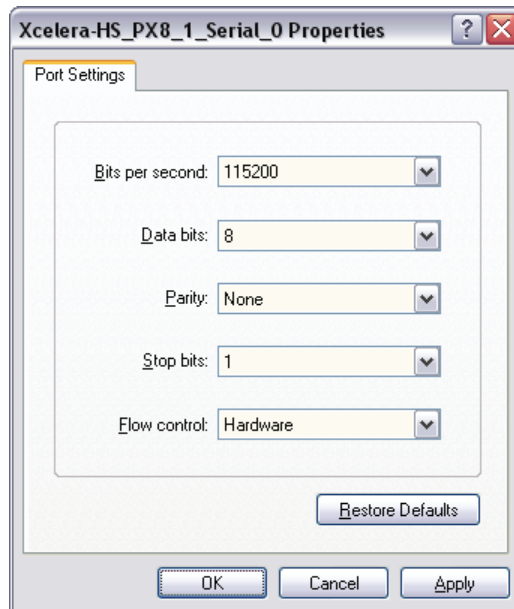 Xcelera-HS_PX8_1_Serial_0 Properties ? X
Port Settings
Bits per second: 115200
Data bits: 8
Parity: None
Stop bits: 1
Flow control: Hardware
Restore Defaults
OK Cancel Apply